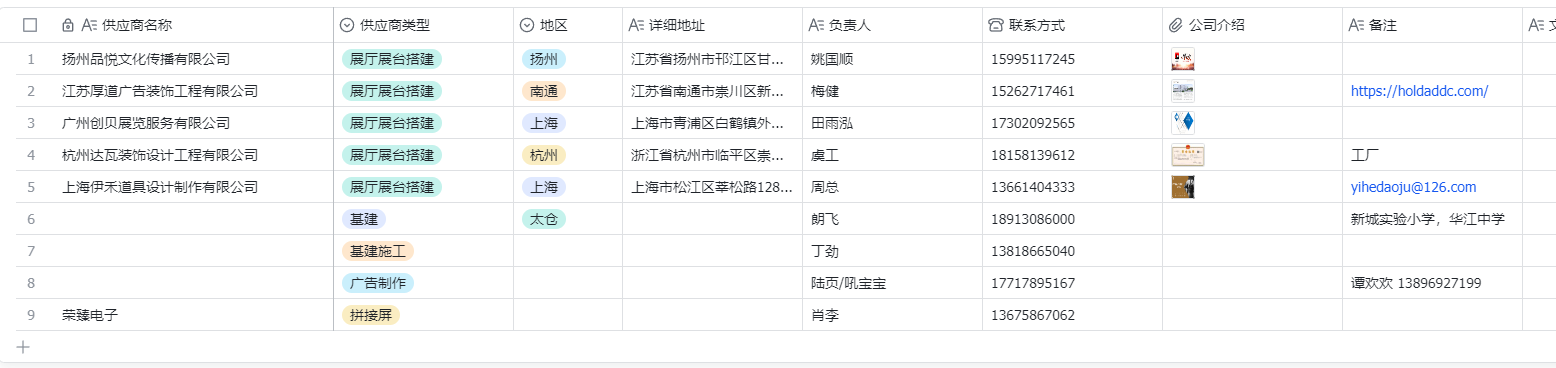 供应商名称 供应商类型 地区 详细地址 负责人 联系方式 公司介绍 备注
1 扬州品悦文化传播有限公司 展厅展台搭建 扬州 江苏省扬州市邗江区甘... 姚国顺 15995117245
2 江苏厚道广告装饰工程有限公司 展厅展台搭建 南通 江苏省南通市崇川区新... 梅健 15262717461 https://holdaddc.com/
3 广州创贝展览服务有限公司 展厅展台搭建 上海 上海市青浦区白鹤镇外... 田雨泓 17302092565
4 杭州达瓦装饰设计工程有限公司 展厅展台搭建 杭州 浙江省杭州市临平区崇... 虞工 18158139612 工厂
5 上海伊禾道具设计制作有限公司 展厅展台搭建 上海 上海市松江区莘松路128... 周总 13661404333 yihedaoju@126.com
6 基建 太仓 朗飞 18913086000 新城实验小学，华江中学
7 基建施工 丁劲 13818665040
8 广告制作 陆页/吼宝宝 17717895167 谭欢欢 13896927199
9 荣臻电子 拼接屏 肖李 13675867062